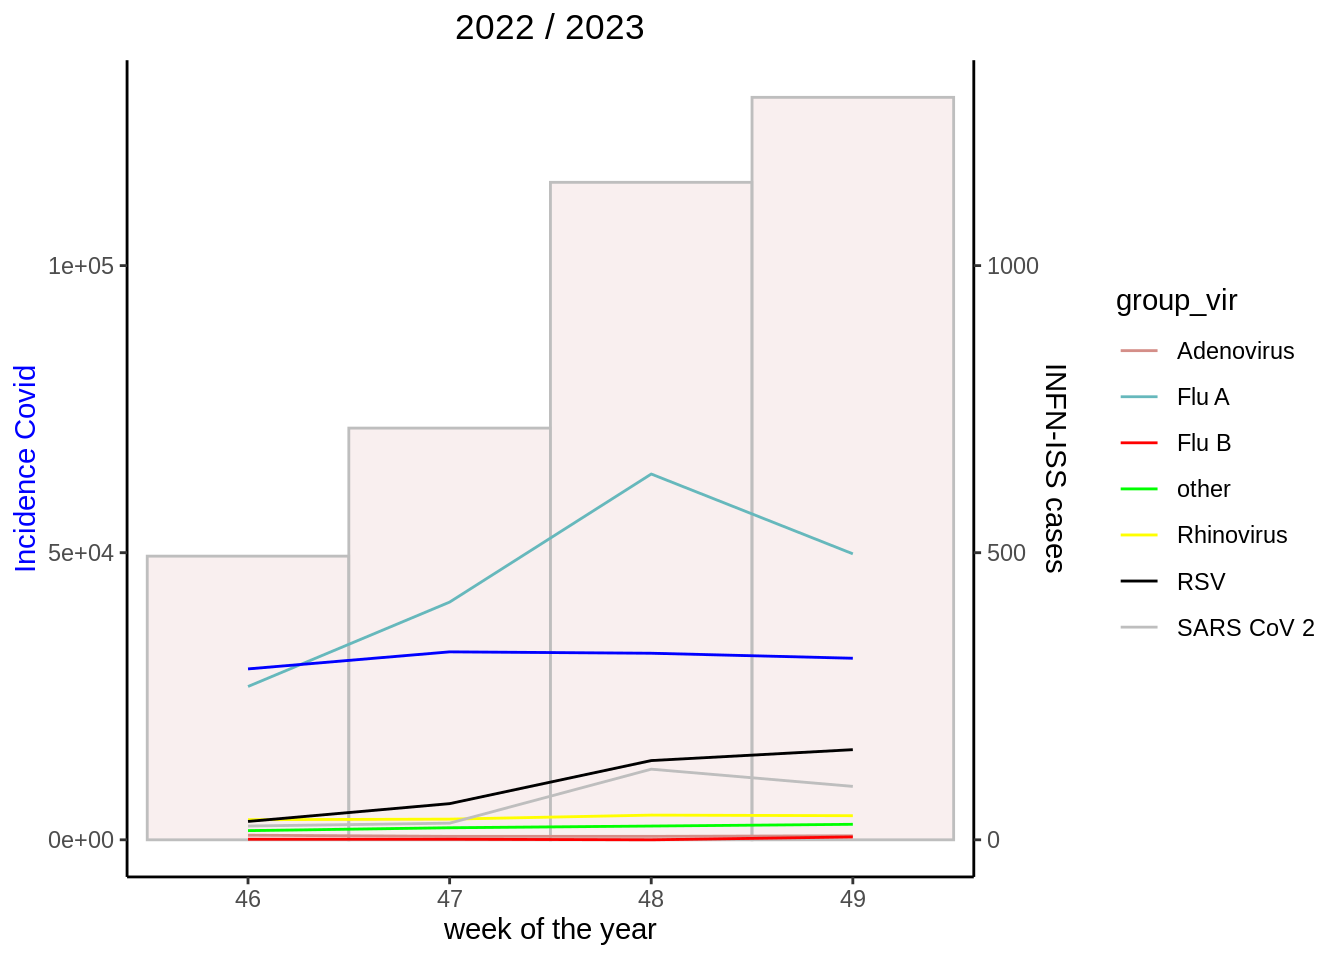 2022 / 2023
Incidence Covid
1e+05
5e+04
0e+00
1000
500
0
INFN-ISS cases
46 47 48 49
week of the year
group_vir
Adenovirus
Flu A
Flu B
other
Rhinovirus
RSV
SARS CoV 2